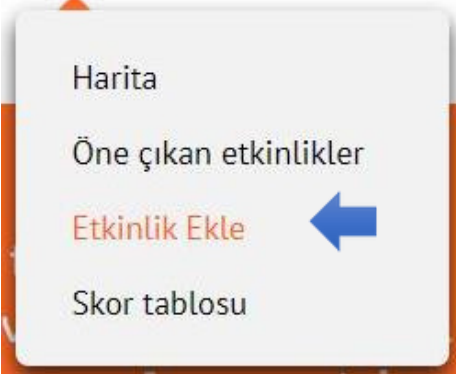 Harita
Öne çıkan etkinlikler
Etkinlik Ekle
Skor tablosu